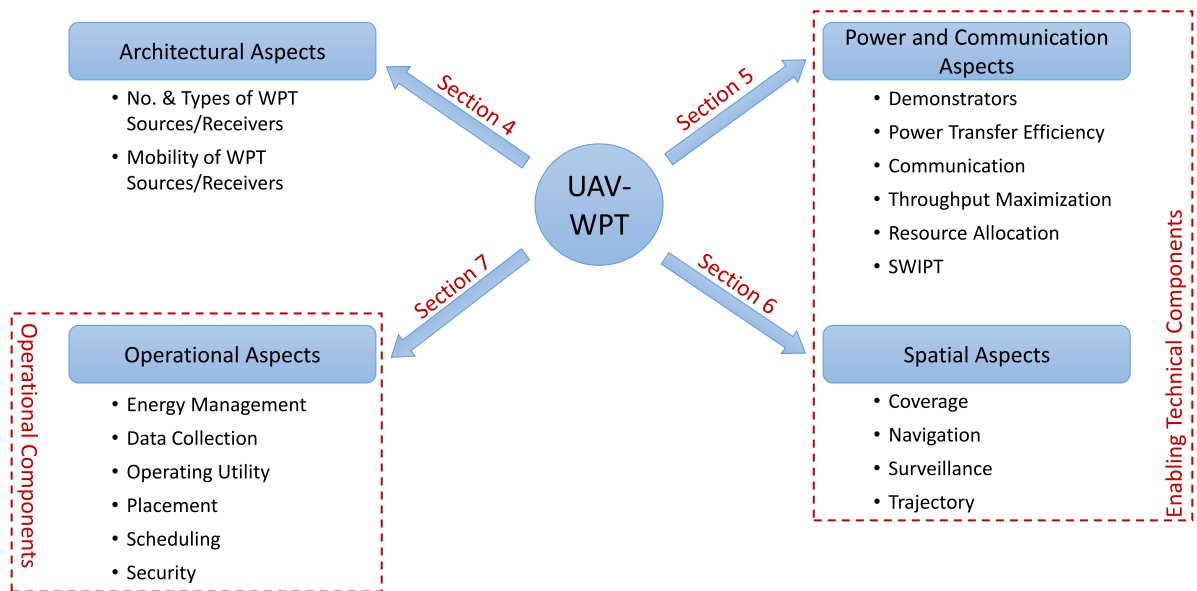 Architectural Aspects
• No. & Types of WPT
Sources/Receivers
• Mobility of WPT
Sources/Receivers
Section 4
Section 5
Power and Communication
Aspects
• Demonstrators
• Power Transfer Efficiency
• Communication
• Throughput Maximization
• Resource Allocation
• SWIPT
UAV-
WPT
Section 7
Section 6
Operational Components
Operational Aspects
• Energy Management
• Data Collection
• Operating Utility
• Placement
• Scheduling
• Security
Spatial Aspects
• Coverage
• Navigation
• Surveillance
• Trajectory
Enabling Technical Components